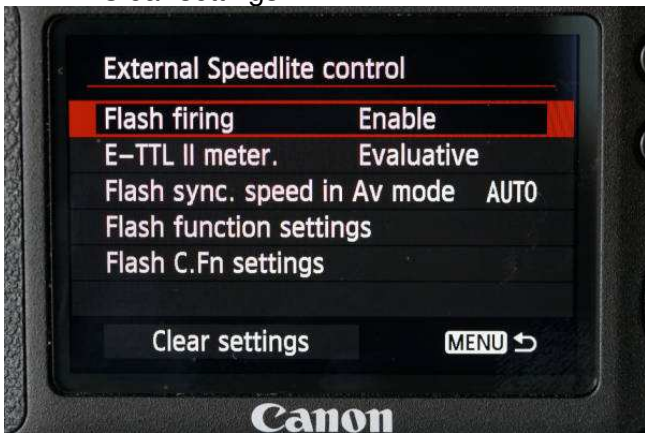 External Speedlite control
Flash firing Enable
E-TTL II meter. Evaluative
Flash sync. speed in Av mode AUTO
Flash function settings
Flash C.Fn settings
Clear settings MENU
Canon